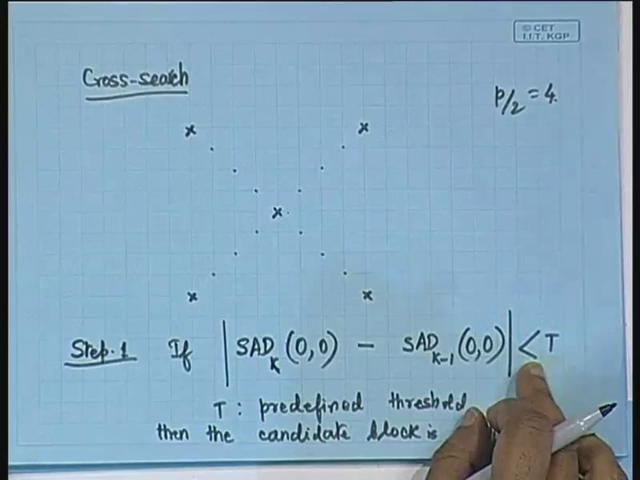 © CET
I.I.T. KGP
Cross-search
p/2 = 4.
x x
x
x x
Step.1 If | SAD_k (0,0) - SAD_k-1 (0,0) | < T
T : predefined threshold
then the candidate block is